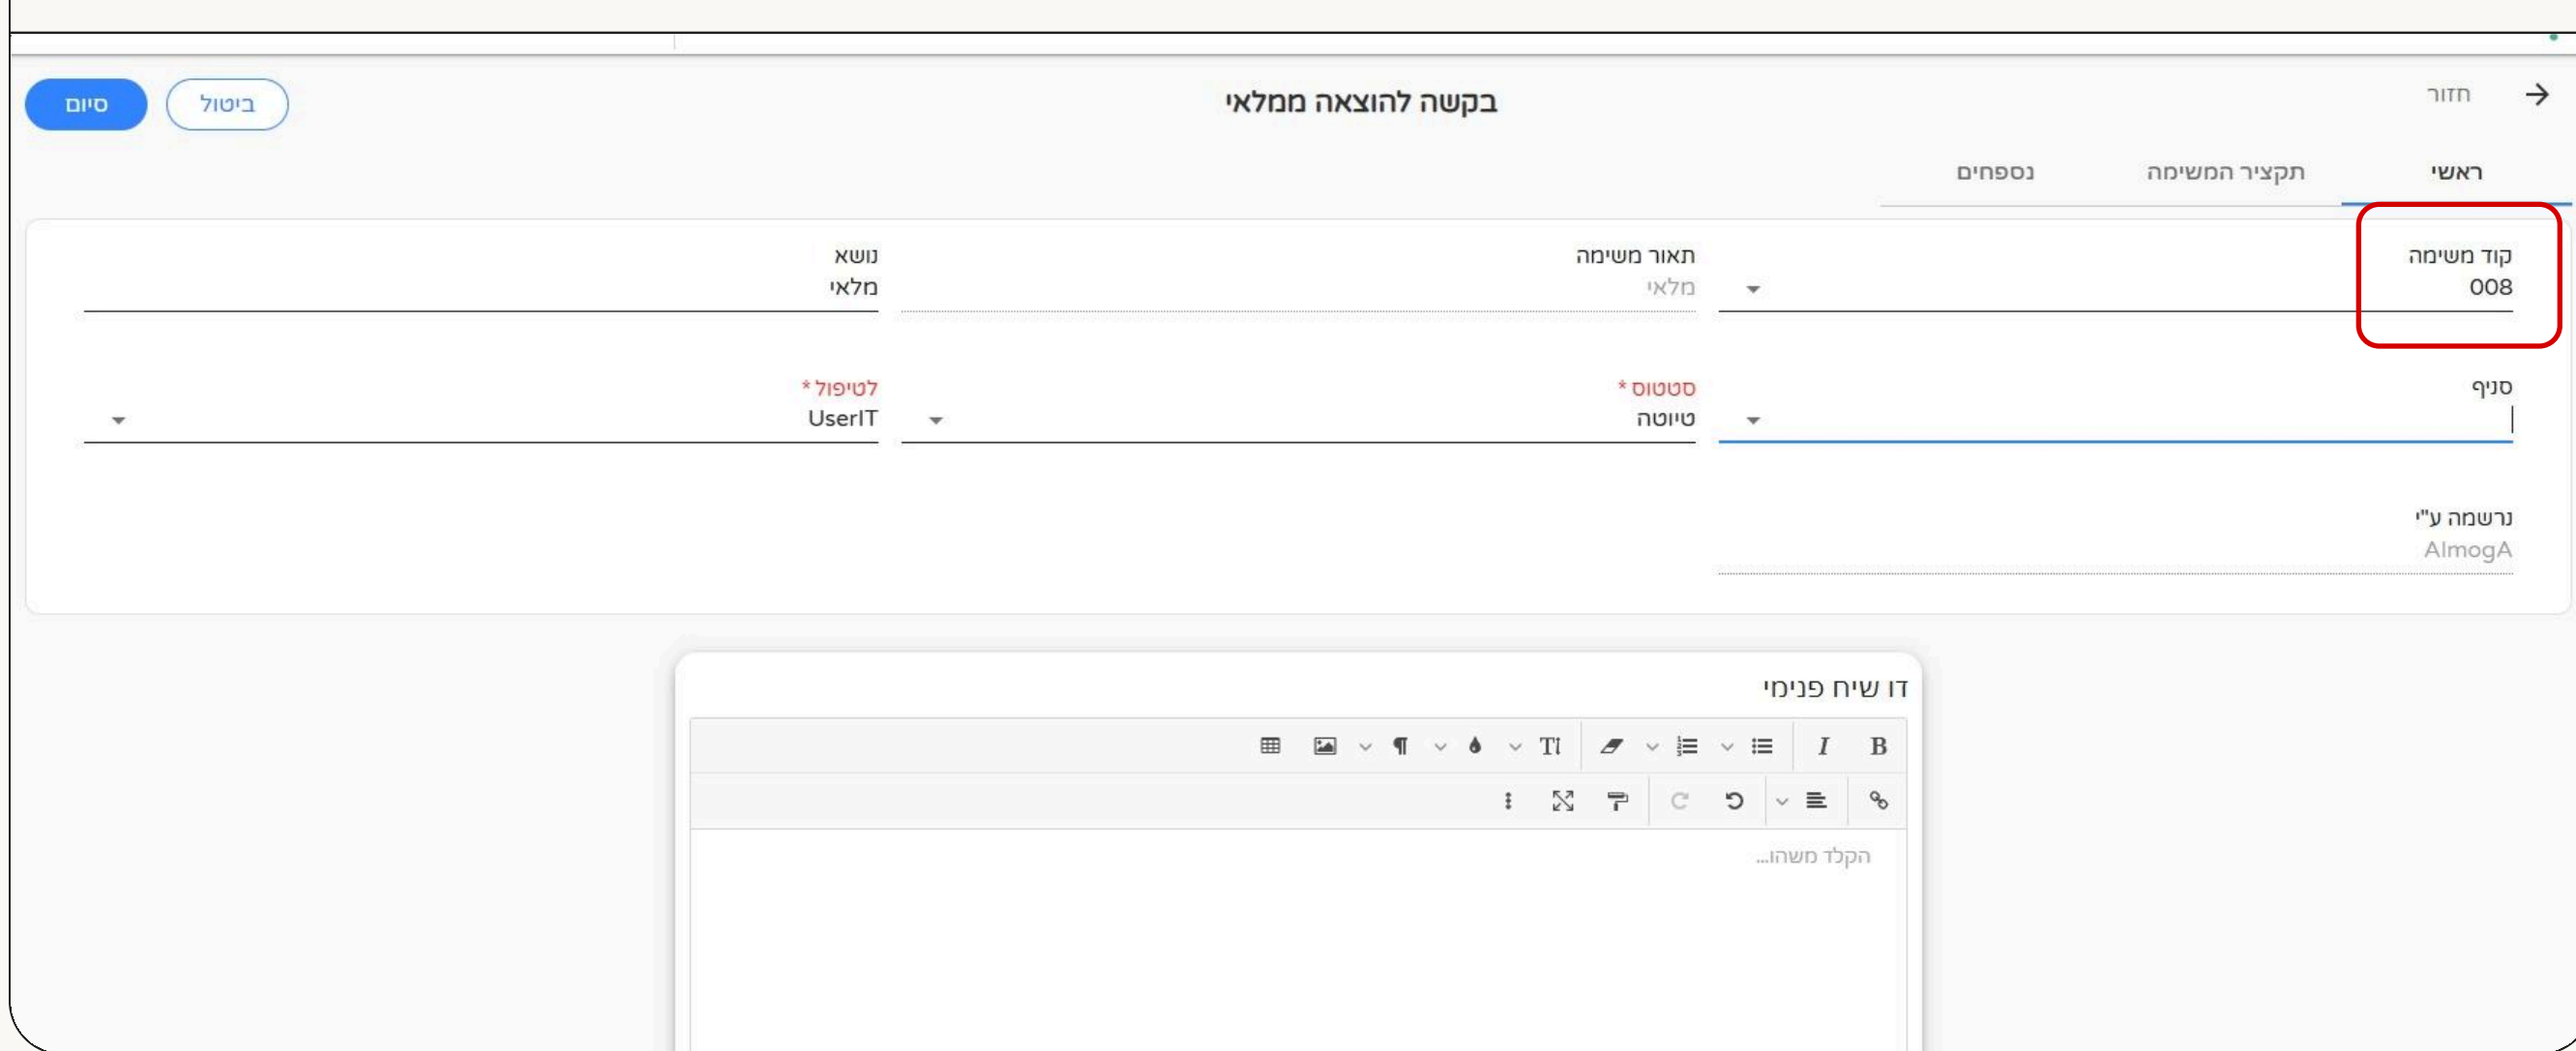 חזור
בקשה להוצאה ממלאי
ביטול
סיום
ראשי
תקציר המשימה
נספחים
קוד משימה
008
תאור משימה
מלאי
נושא
מלאי
סניף
סטטוס *
טיוטה
לטיפול *
UserIT
נרשמה ע"י
AlmogA
דו שיח פנימי
הקלד משהו...